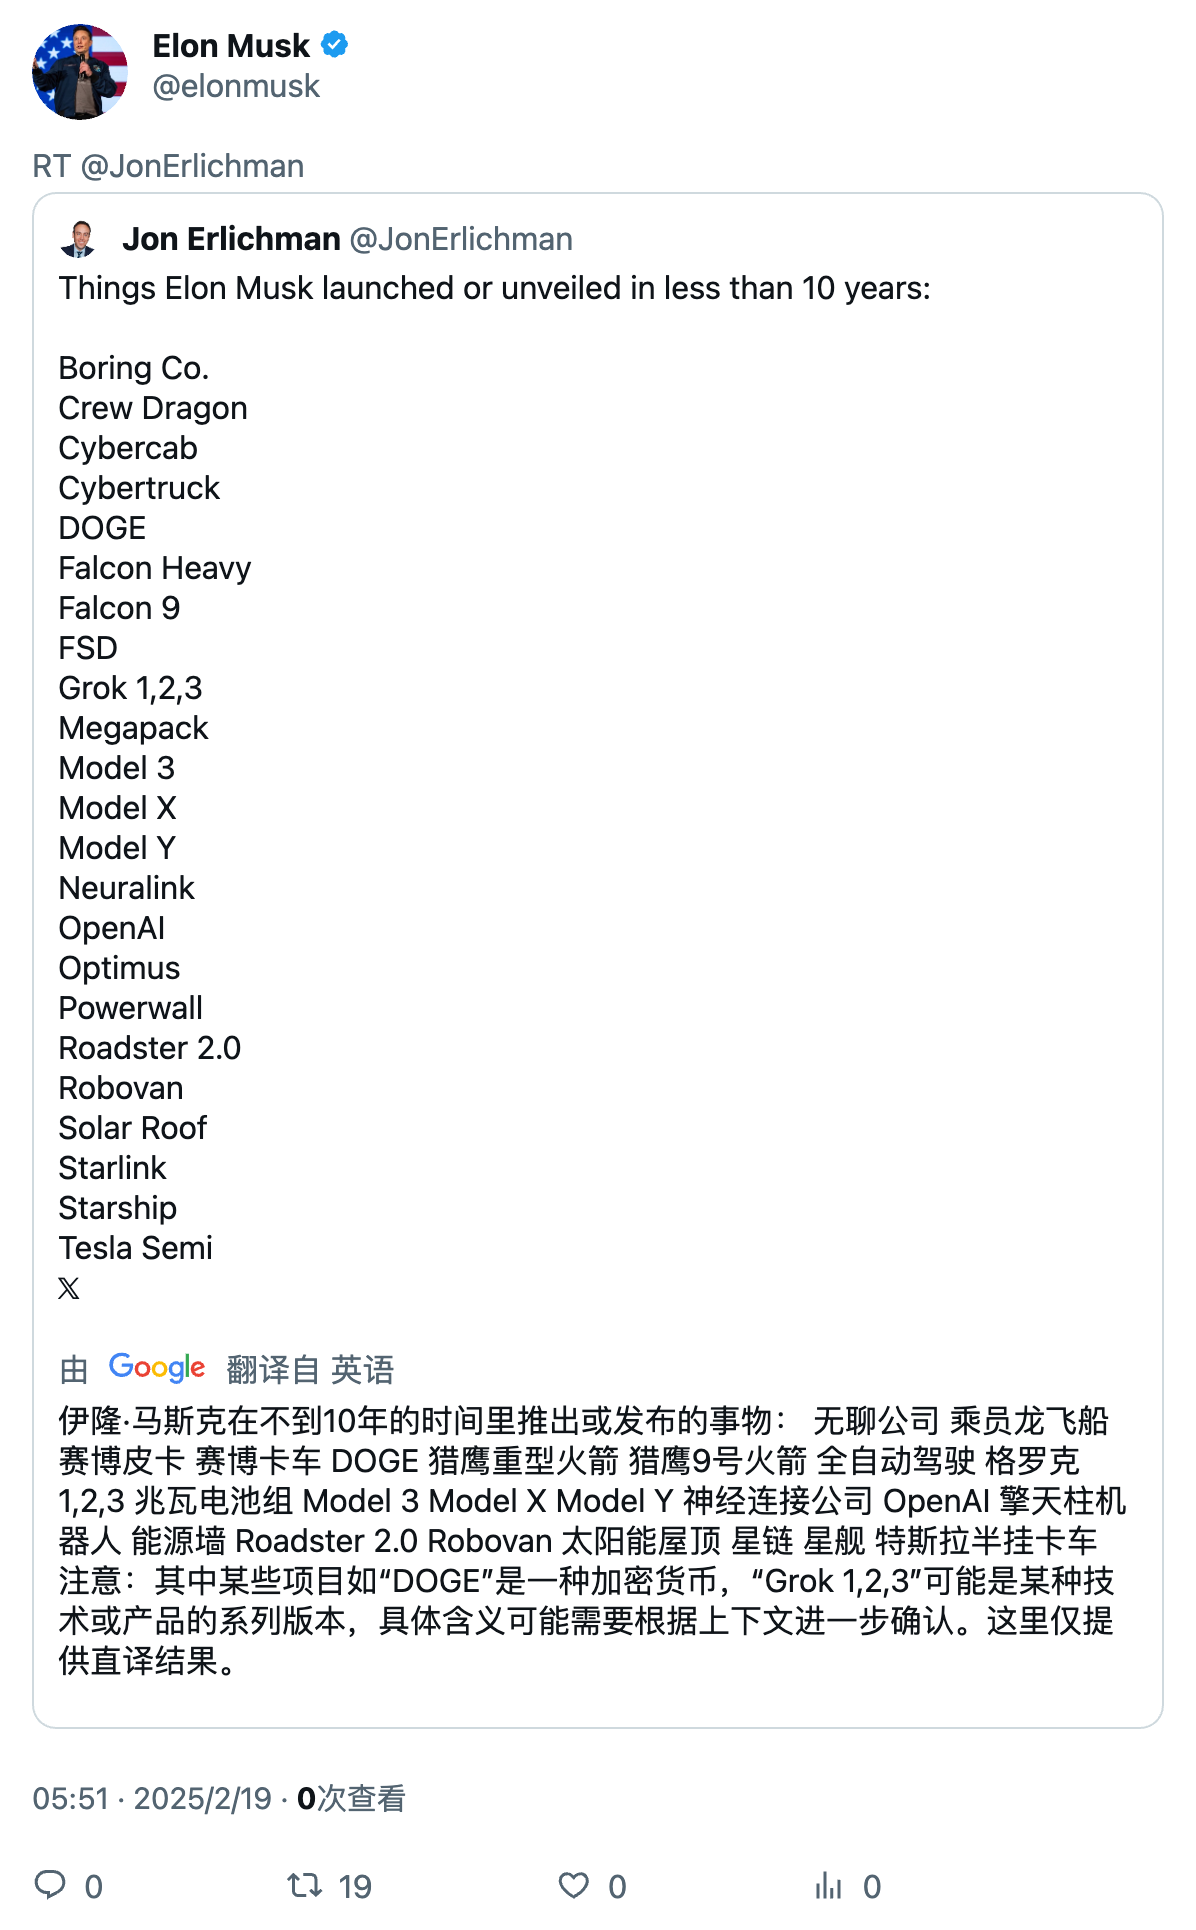 Elon Musk
@elonmusk
RT @JonErlichman
Jon Erlichman @JonErlichman
Things Elon Musk launched or unveiled in less than 10 years:
Boring Co.
Crew Dragon
Cybercab
Cybertruck
DOGE
Falcon Heavy
Falcon 9
FSD
Grok 1,2,3
Megapack
Model 3
Model X
Model Y
Neuralink
OpenAI
Optimus
Powerwall
Roadster 2.0
Robovan
Solar Roof
Starlink
Starship
Tesla Semi
𝕏
由 Google 翻译自 英语
伊隆·马斯克在不到10年的时间里推出或发布的事物： 无聊公司 乘员龙飞船
赛博皮卡 赛博卡车 DOGE 猎鹰重型火箭 猎鹰9号火箭 全自动驾驶 格罗克
1,2,3 兆瓦电池组 Model 3 Model X Model Y 神经连接公司 OpenAI 擎天柱机
器人 能源墙 Roadster 2.0 Robovan 太阳能屋顶 星链 星舰 特斯拉半挂卡车
注意：其中某些项目如“DOGE”是一种加密货币，“Grok 1,2,3”可能是某种技
术或产品的系列版本，具体含义可能需要根据上下文进一步确认。这里仅提
供直译结果。
05:51 · 2025/2/19 · 0次查看
0 19 0 0